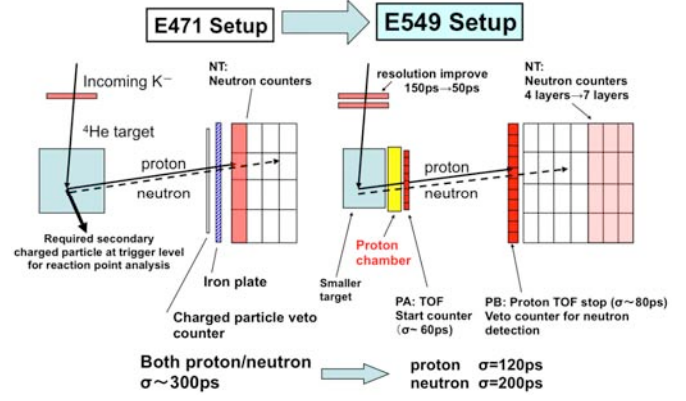 E471 Setup
E549 Setup
Incoming K⁻
NT:
Neutron counters
⁴He target
proton
neutron
Required secondary
charged particle at trigger level
for reaction point analysis
Iron plate
Charged particle veto
counter
resolution improve
150ps→50ps
NT:
Neutron counters
4 layers→7 layers
proton
neutron
Proton
chamber
Smaller
target
PA: TOF
Start counter
(σ~ 60ps)
PB: Proton TOF stop (σ~80ps)
Veto counter for neutron
detection
Both proton/neutron
σ~300ps
proton σ=120ps
neutron σ=200ps